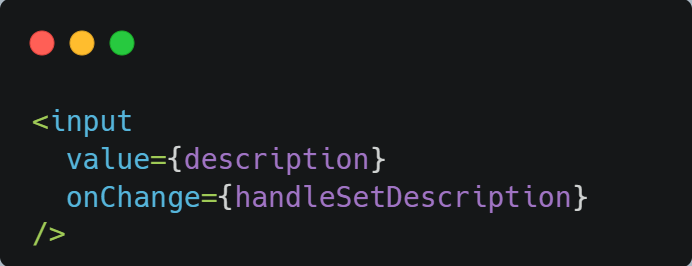 <input
  value={description}
  onChange={handleSetDescription}
/>